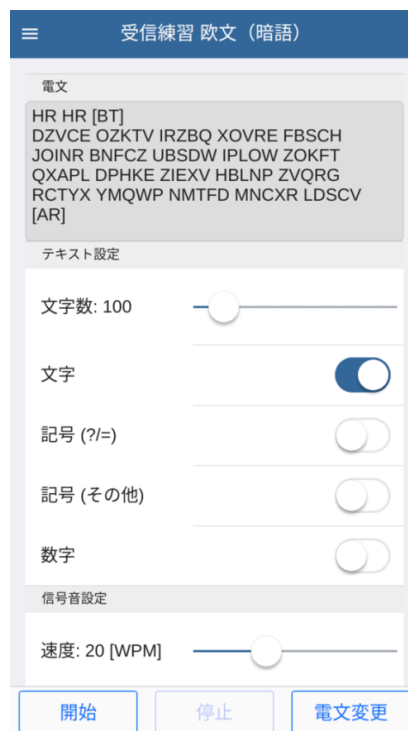 受信練習 欧文（暗語）
電文
HR HR [BT]
DZVCE OZKTV IRZBQ XOVRE FBSCH
JOINR BNFCZ UBSDW IPLOW ZOKFT
QXAPL DPHKE ZIEXV HBLNP ZVQRG
RCTYX YMQWP NMTFD MNCXR LDSCV
[AR]
テキスト設定
文字数: 100
文字
記号 (?/=)
記号 (その他)
数字
信号音設定
速度: 20 [WPM]
開始
停止
電文変更